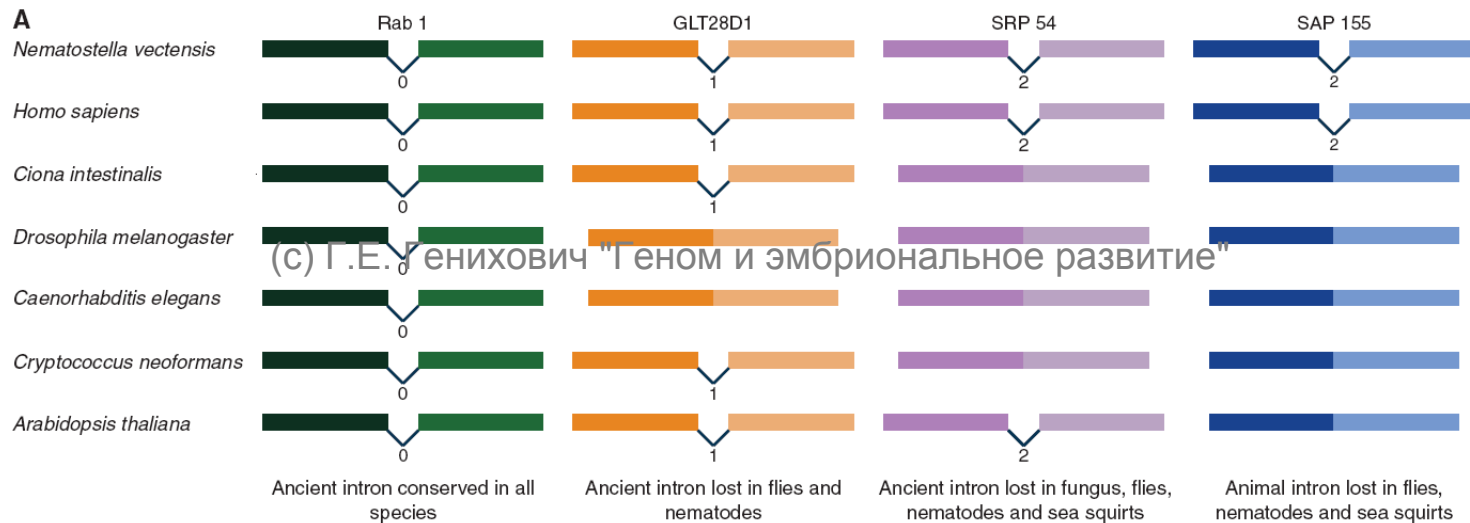 A
Rab 1 GLT28D1 SRP 54 SAP 155
Nematostella vectensis
0 1 2 2
Homo sapiens
0 1 2 2
Ciona intestinalis
0 1
Drosophila melanogaster
(c) Г.Е. Генихович "Геном и эмбриональное развитие"
0
Caenorhabditis elegans
0
Cryptococcus neoformans
0 1
Arabidopsis thaliana
0 1 2
Ancient intron conserved in all
species
Ancient intron lost in flies and
nematodes
Ancient intron lost in fungus, flies,
nematodes and sea squirts
Animal intron lost in flies,
nematodes and sea squirts